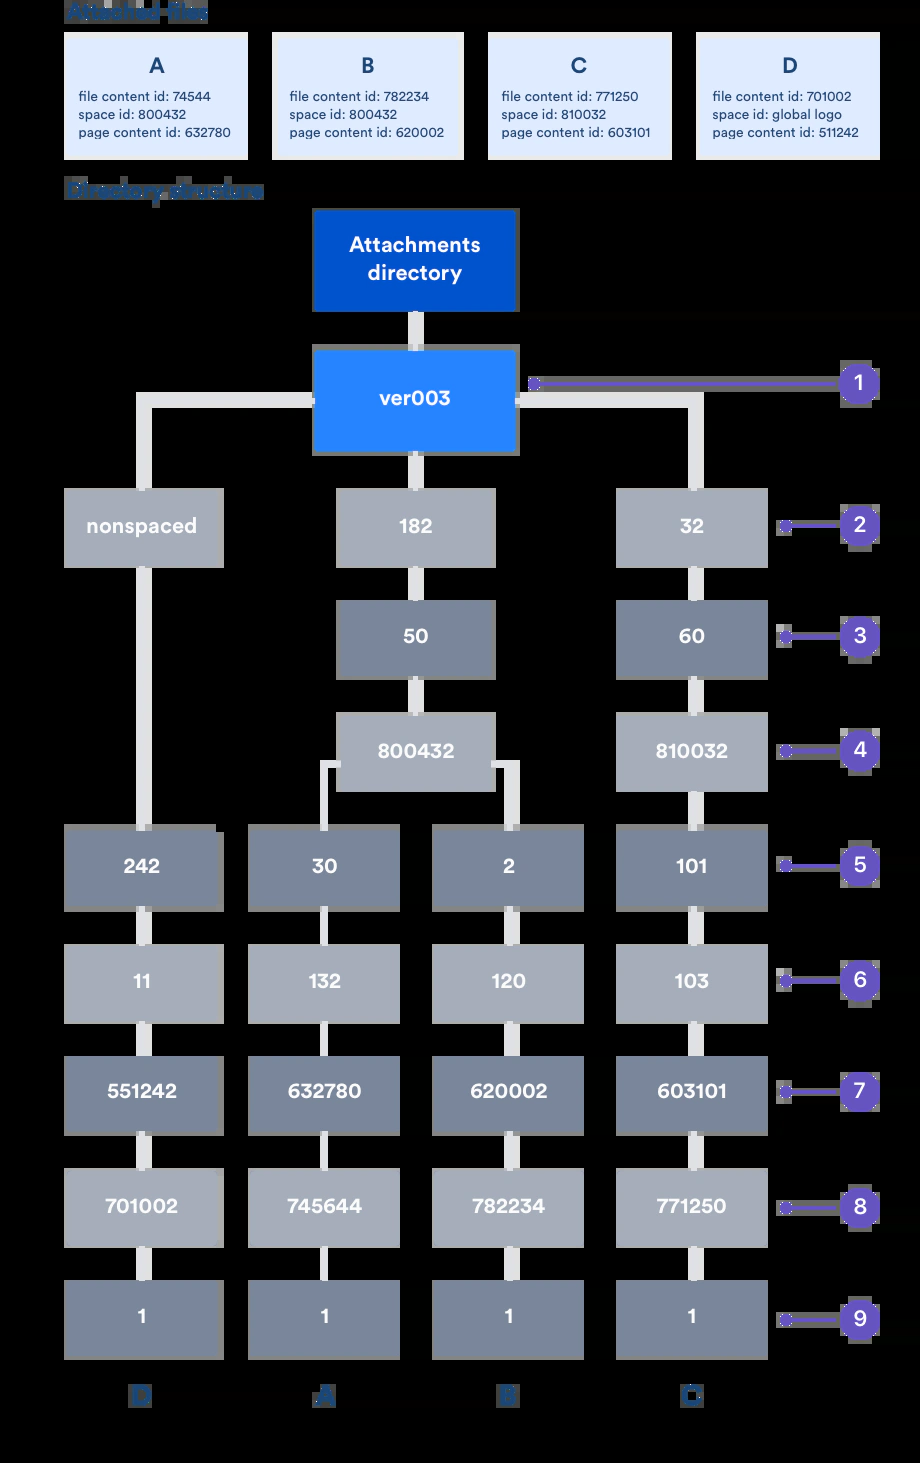 Attached files
A
file content id: 74544
space id: 800432
page content id: 632780
B
file content id: 782234
space id: 800432
page content id: 620002
C
file content id: 771250
space id: 810032
page content id: 603101
D
file content id: 701002
space id: global logo
page content id: 511242
Directory structure
Attachments
directory
ver003
1
nonspaced
182
32
2
50
60
3
800432
810032
4
242
30
2
101
5
11
132
120
103
6
551242
632780
620002
603101
7
701002
745644
782234
771250
8
1
1
1
1
9
D
A
B
C